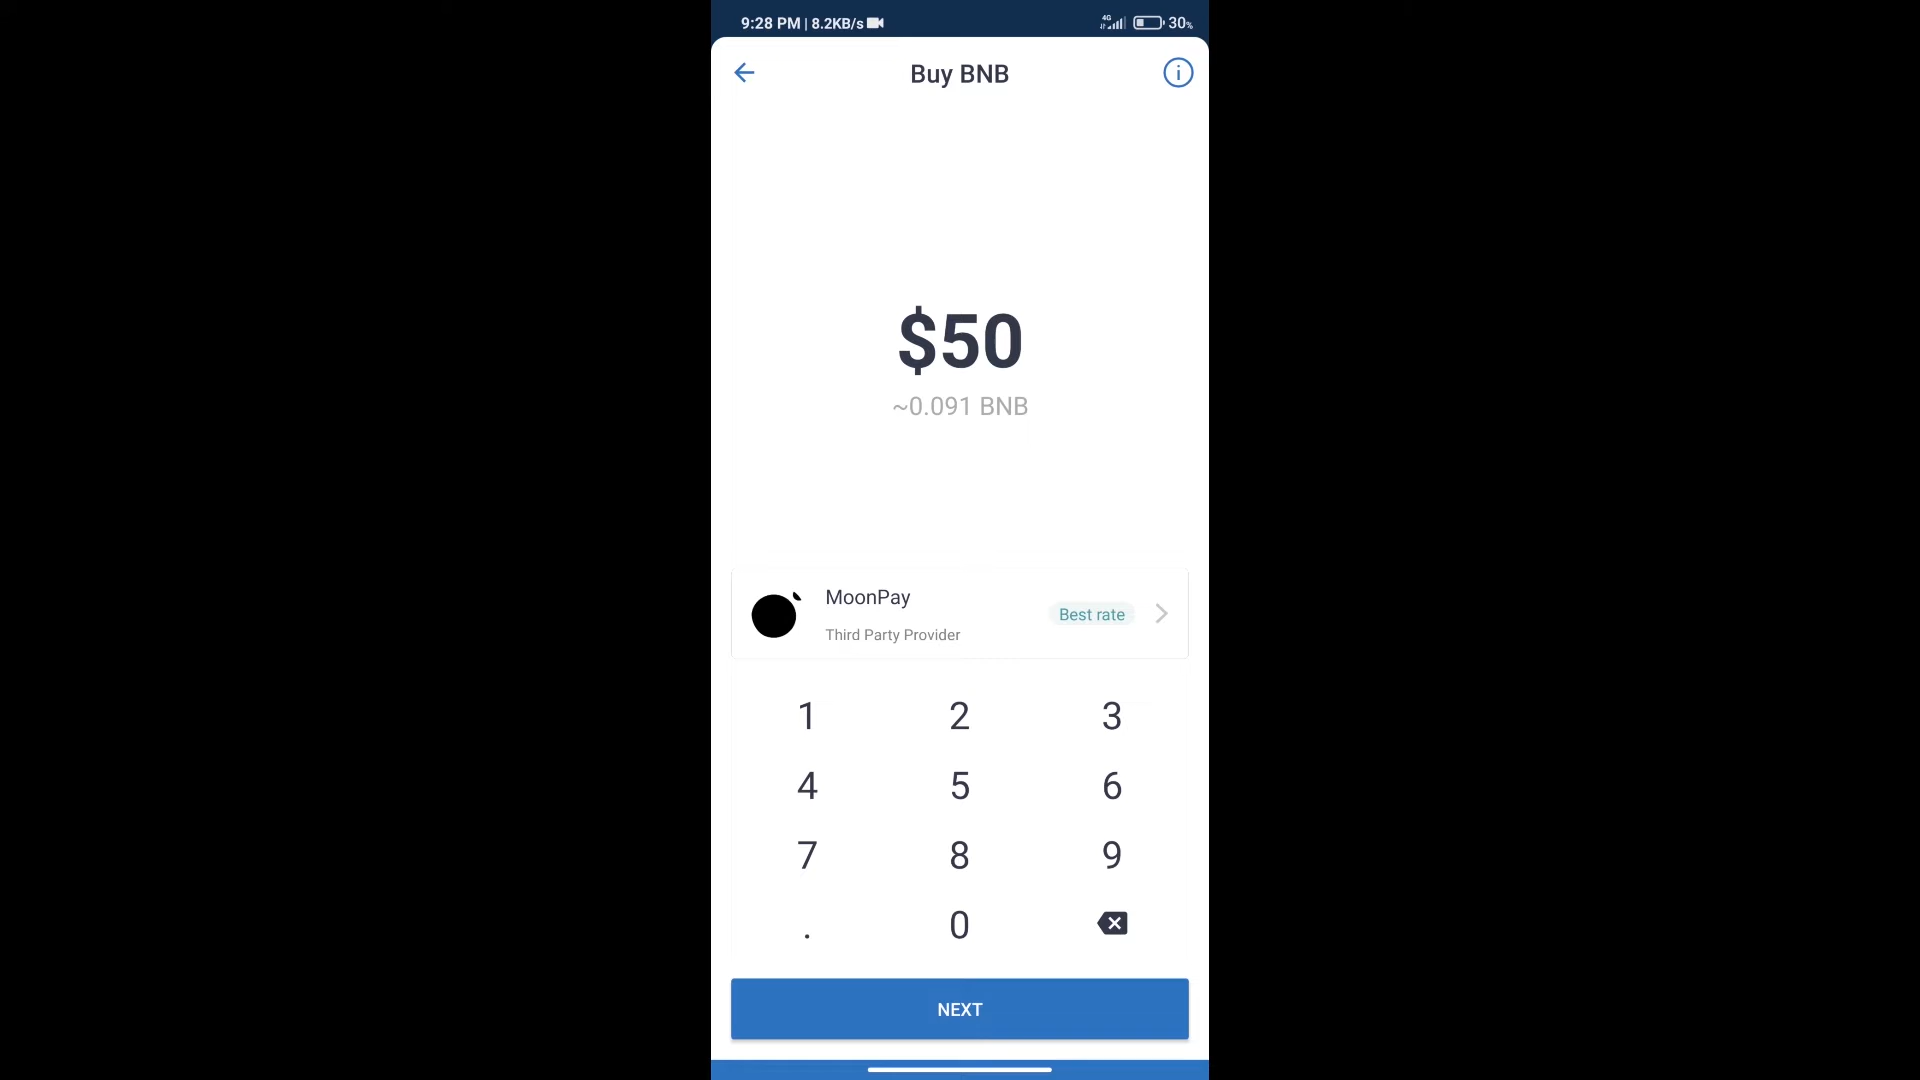 9:28 PM | 8.2KB/s 4G 30%
Buy BNB
$50
~0.091 BNB
MoonPay
Best rate
Third Party Provider
1 2 3
4 5 6
7 8 9
. 0
NEXT